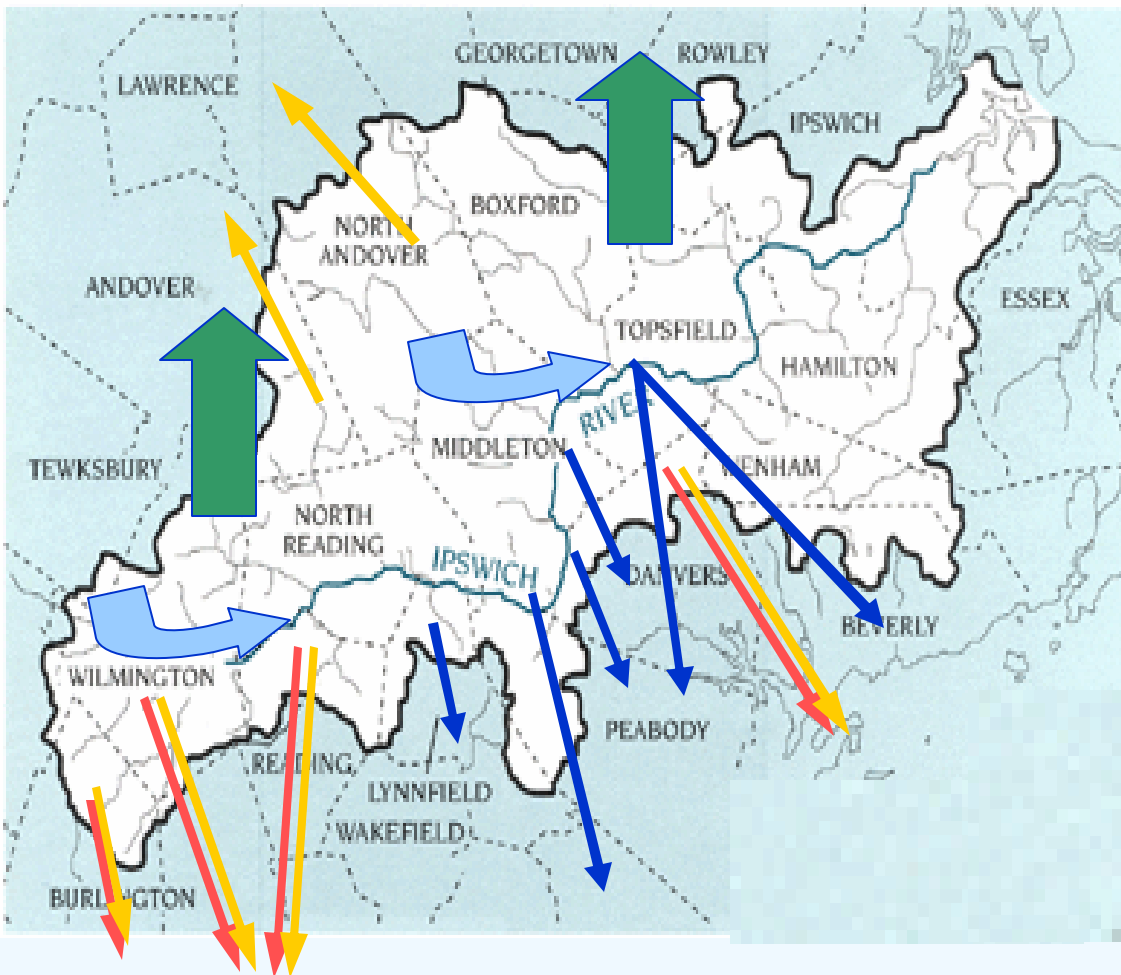 GEORGETOWN
ROWLEY
LAWRENCE
IPSWICH
BOXFORD
NORTH
ANDOVER
ANDOVER
ESSEX
TOPSFIELD
HAMILTON
RIVER
MIDDLETON
WENHAM
TEWKSBURY
NORTH
READING
IPSWICH
DANVERS
BEVERLY
WILMINGTON
PEABODY
READING
LYNNFIELD
WAKEFIELD
BURLINGTON